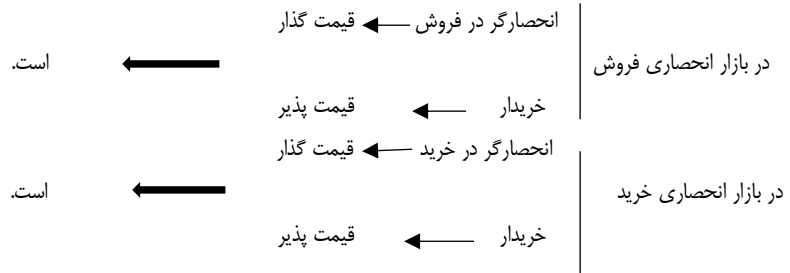 انحصارگر در فروش قیمت گذار
در بازار انحصاری فروش است.
خریدار قیمت پذیر
انحصارگر در خرید قیمت گذار
در بازار انحصاری خرید است.
خریدار قیمت پذیر